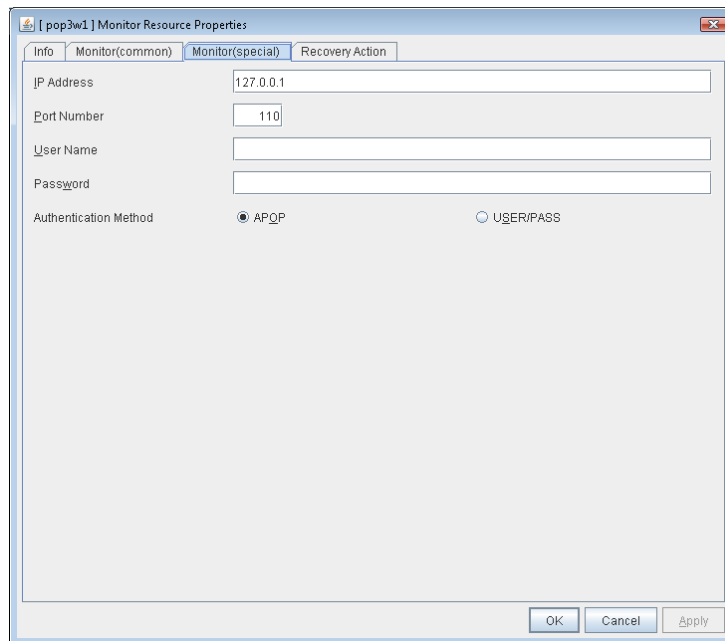 [ pop3w1 ] Monitor Resource Properties
Info Monitor(common) Monitor(special) Recovery Action
IP Address 127.0.0.1
Port Number 110
User Name
Password
Authentication Method APOP USER/PASS
OK Cancel Apply